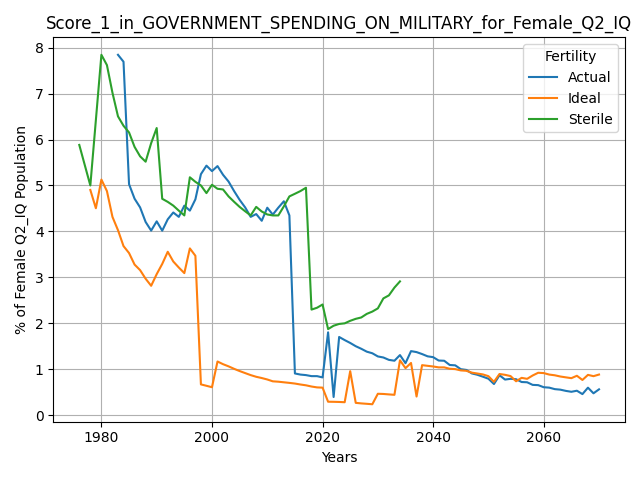 Score_1_in_GOVERNMENT_SPENDING_ON_MILITARY_for_Female_Q2_IQ
Fertility
Actual
Ideal
Sterile
% of Female Q2_IQ Population
8
7
6
5
4
3
2
1
0
1980 2000 2020 2040 2060
Years